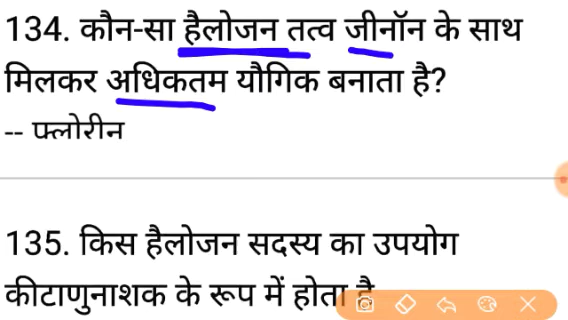 134. कौन-सा हैलोजन तत्व जीनॉन के साथ
मिलकर अधिकतम यौगिक बनाता है?
-- फ्लोरीन
135. किस हैलोजन सदस्य का उपयोग
कीटाणुनाशक के रूप में होता है